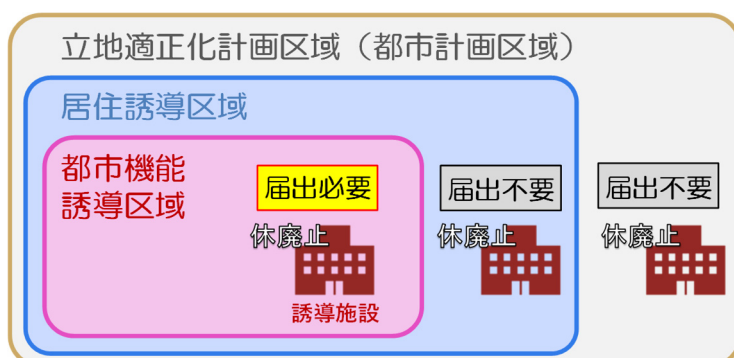 立地適正化計画区域（都市計画区域）
居住誘導区域
都市機能
誘導区域
届出必要
届出不要
届出不要
休廃止
休廃止
休廃止
誘導施設